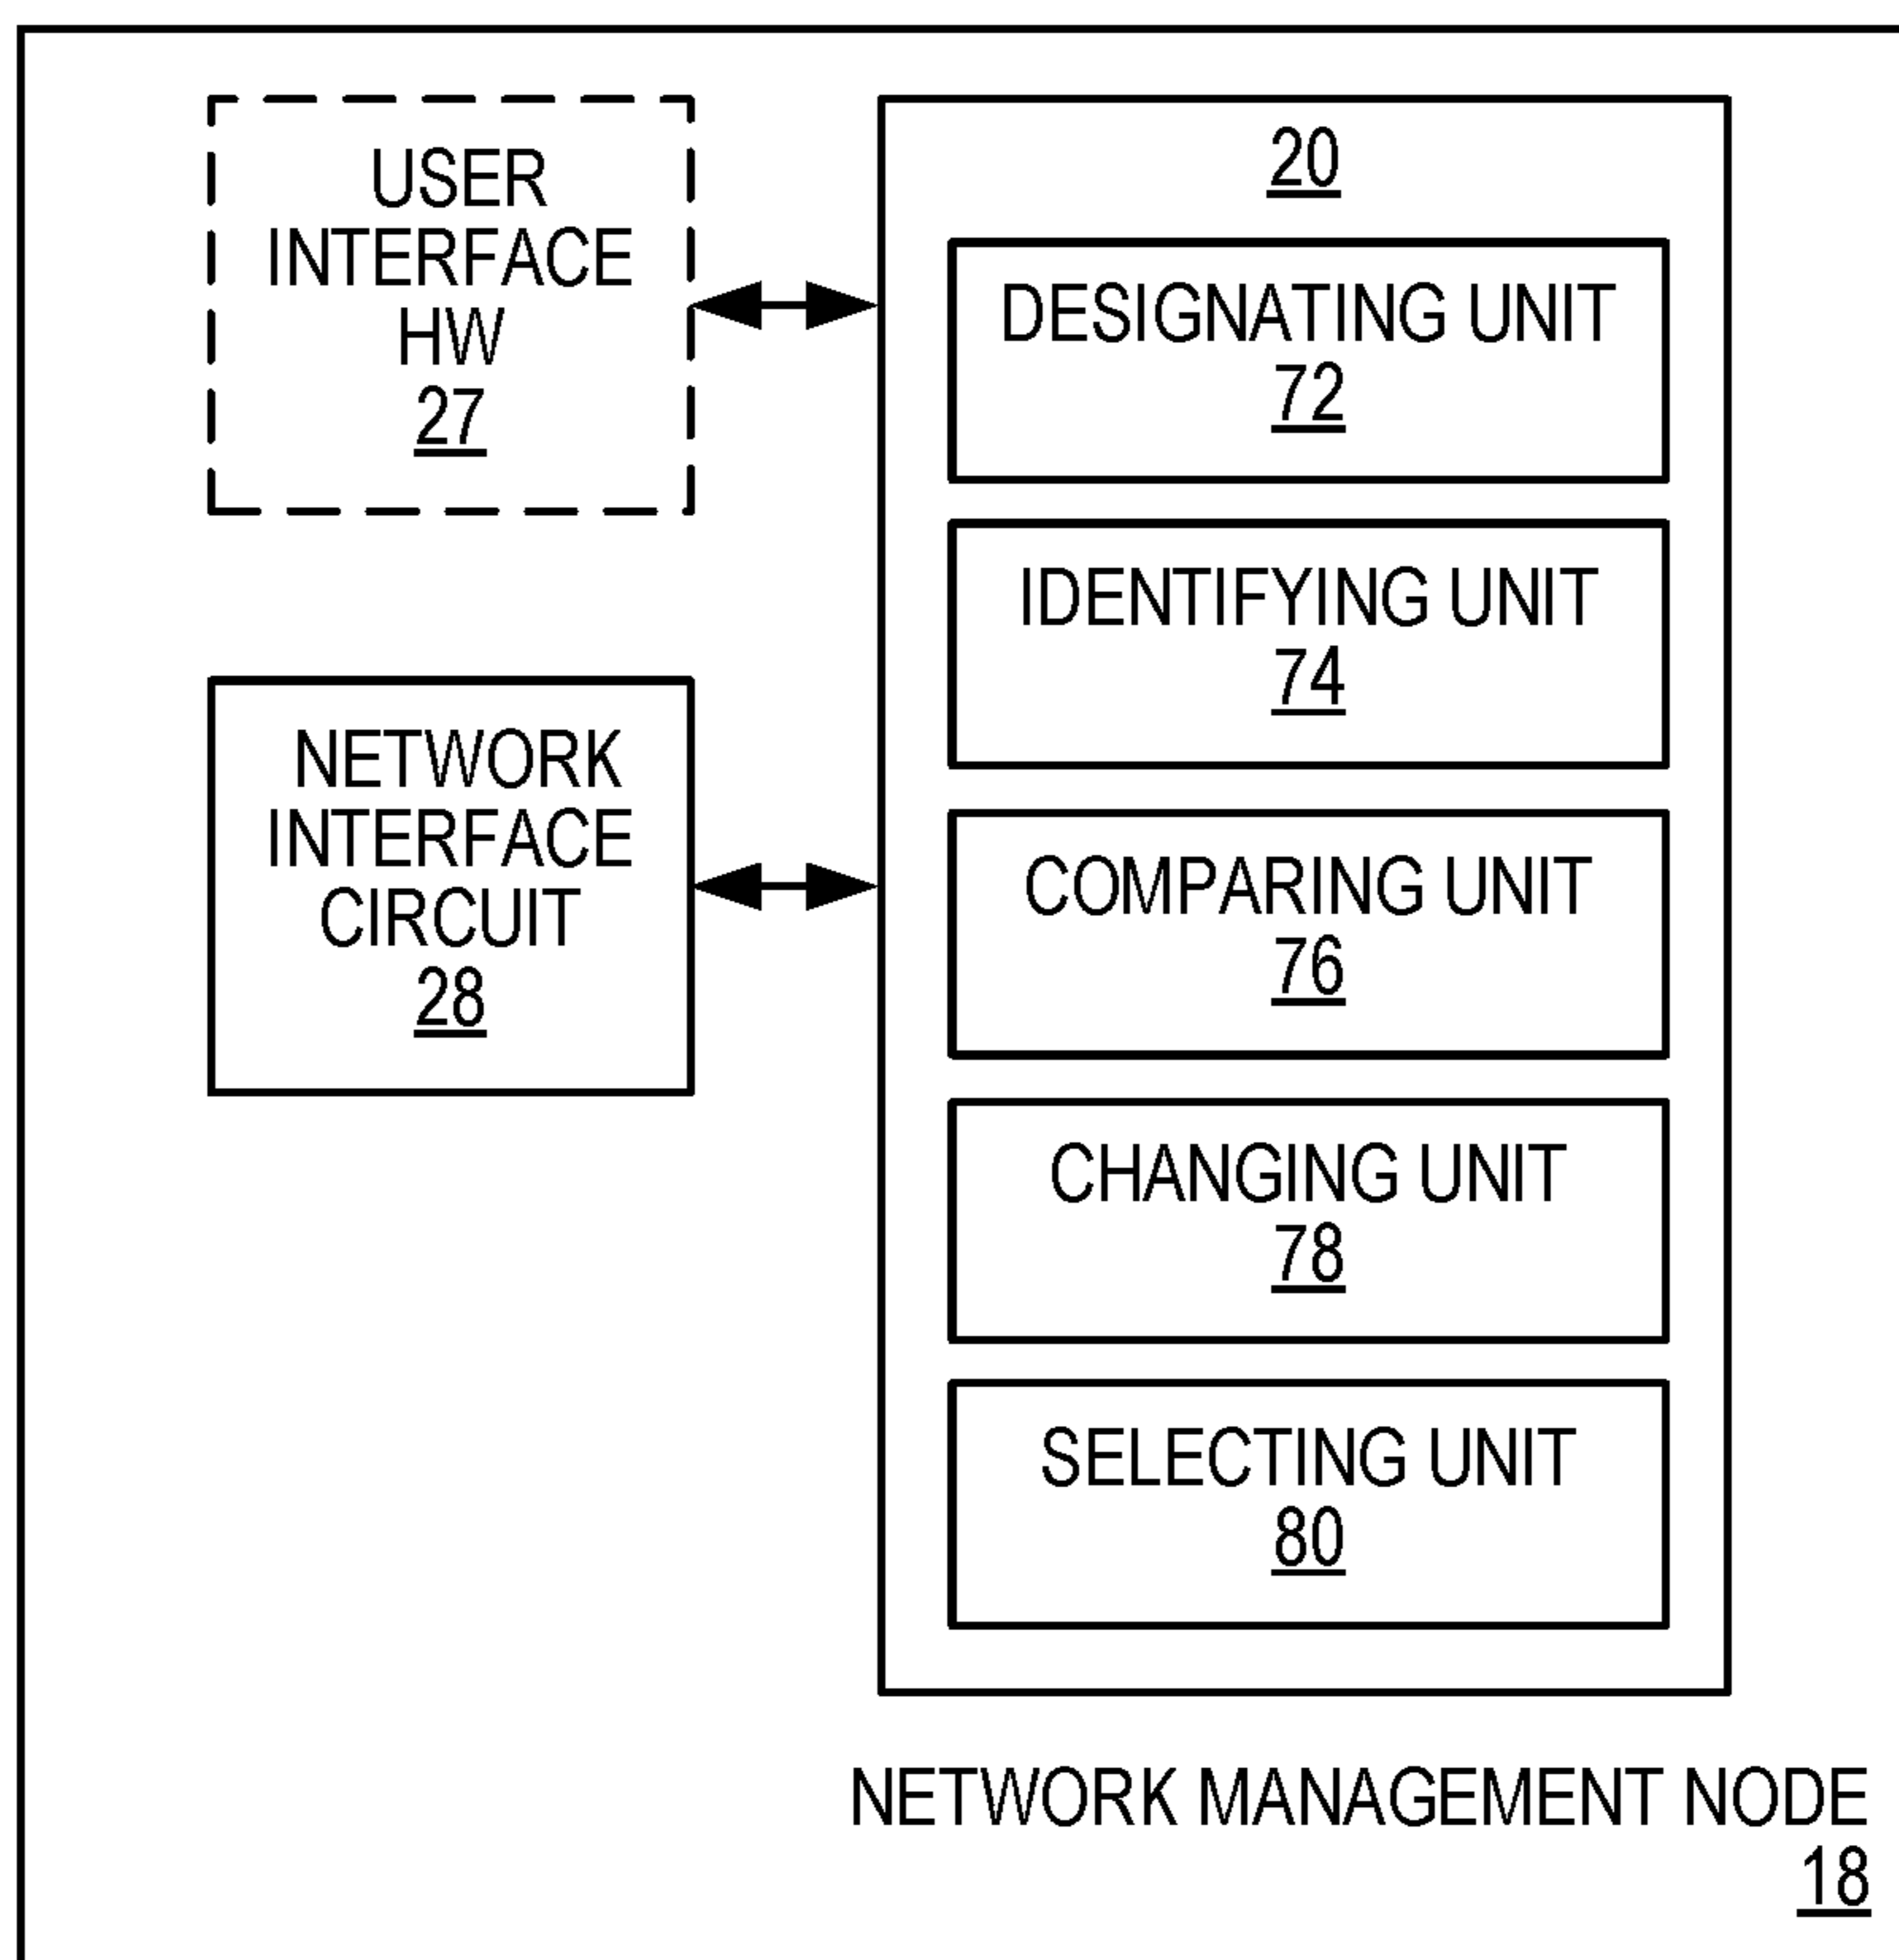 USER
INTERFACE
HW
27
NETWORK
INTERFACE
CIRCUIT
28
20
DESIGNATING UNIT
72
IDENTIFYING UNIT
74
COMPARING UNIT
76
CHANGING UNIT
78
SELECTING UNIT
80
NETWORK MANAGEMENT NODE
18